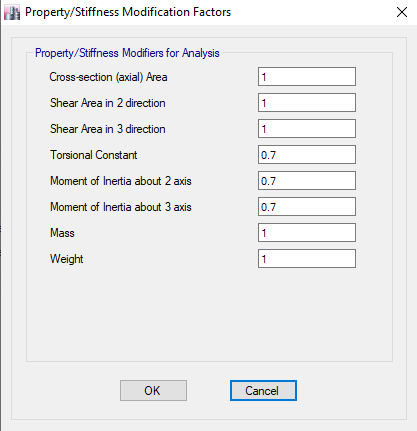 Property/Stiffness Modification Factors
Property/Stiffness Modifiers for Analysis
Cross-section (axial) Area 1
Shear Area in 2 direction 1
Shear Area in 3 direction 1
Torsional Constant 0.7
Moment of Inertia about 2 axis 0.7
Moment of Inertia about 3 axis 0.7
Mass 1
Weight 1
OK Cancel